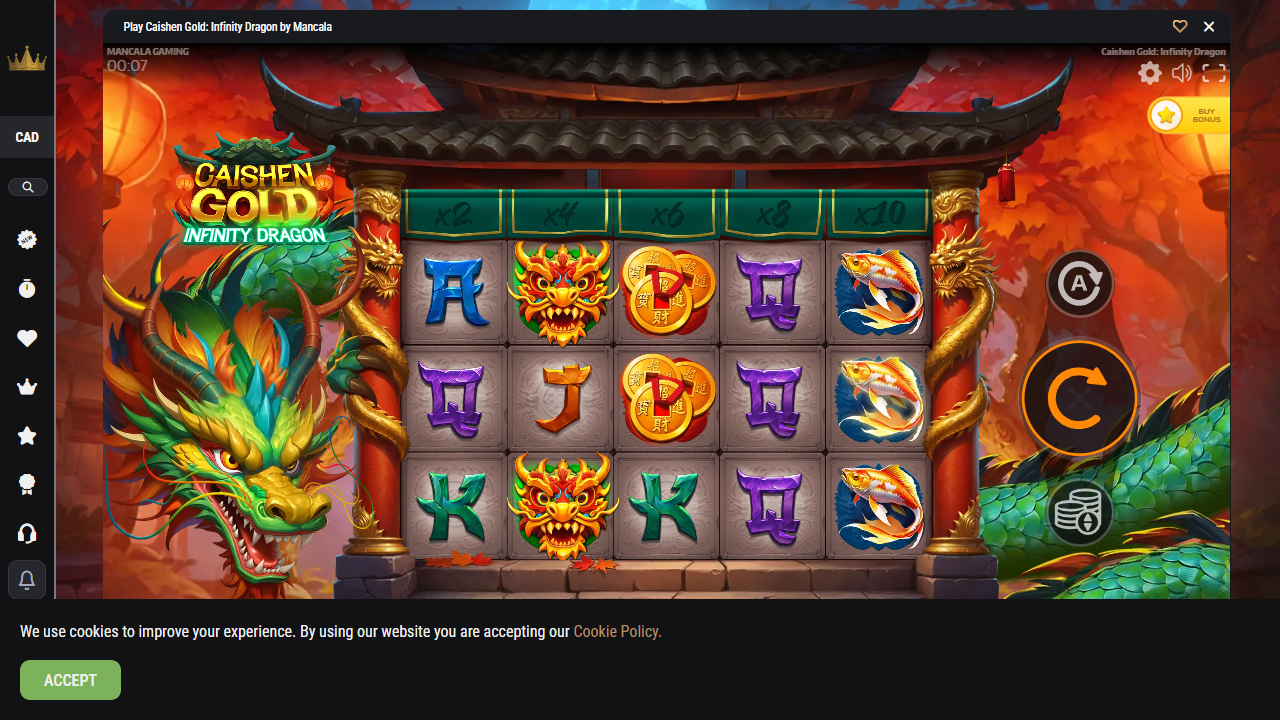 Play Caishen Gold: Infinity Dragon by Mancala
MANCALA GAMING
Caishen Gold: Infinity Dragon
00:07
CAD
BUY
BONUS
NEW
CAISHEN
GOLD
INFINITY DRAGON
x2 x4 x6 x8 x10
A
A Q
Q J Q
K K Q
We use cookies to improve your experience. By using our website you are accepting our Cookie Policy.
ACCEPT